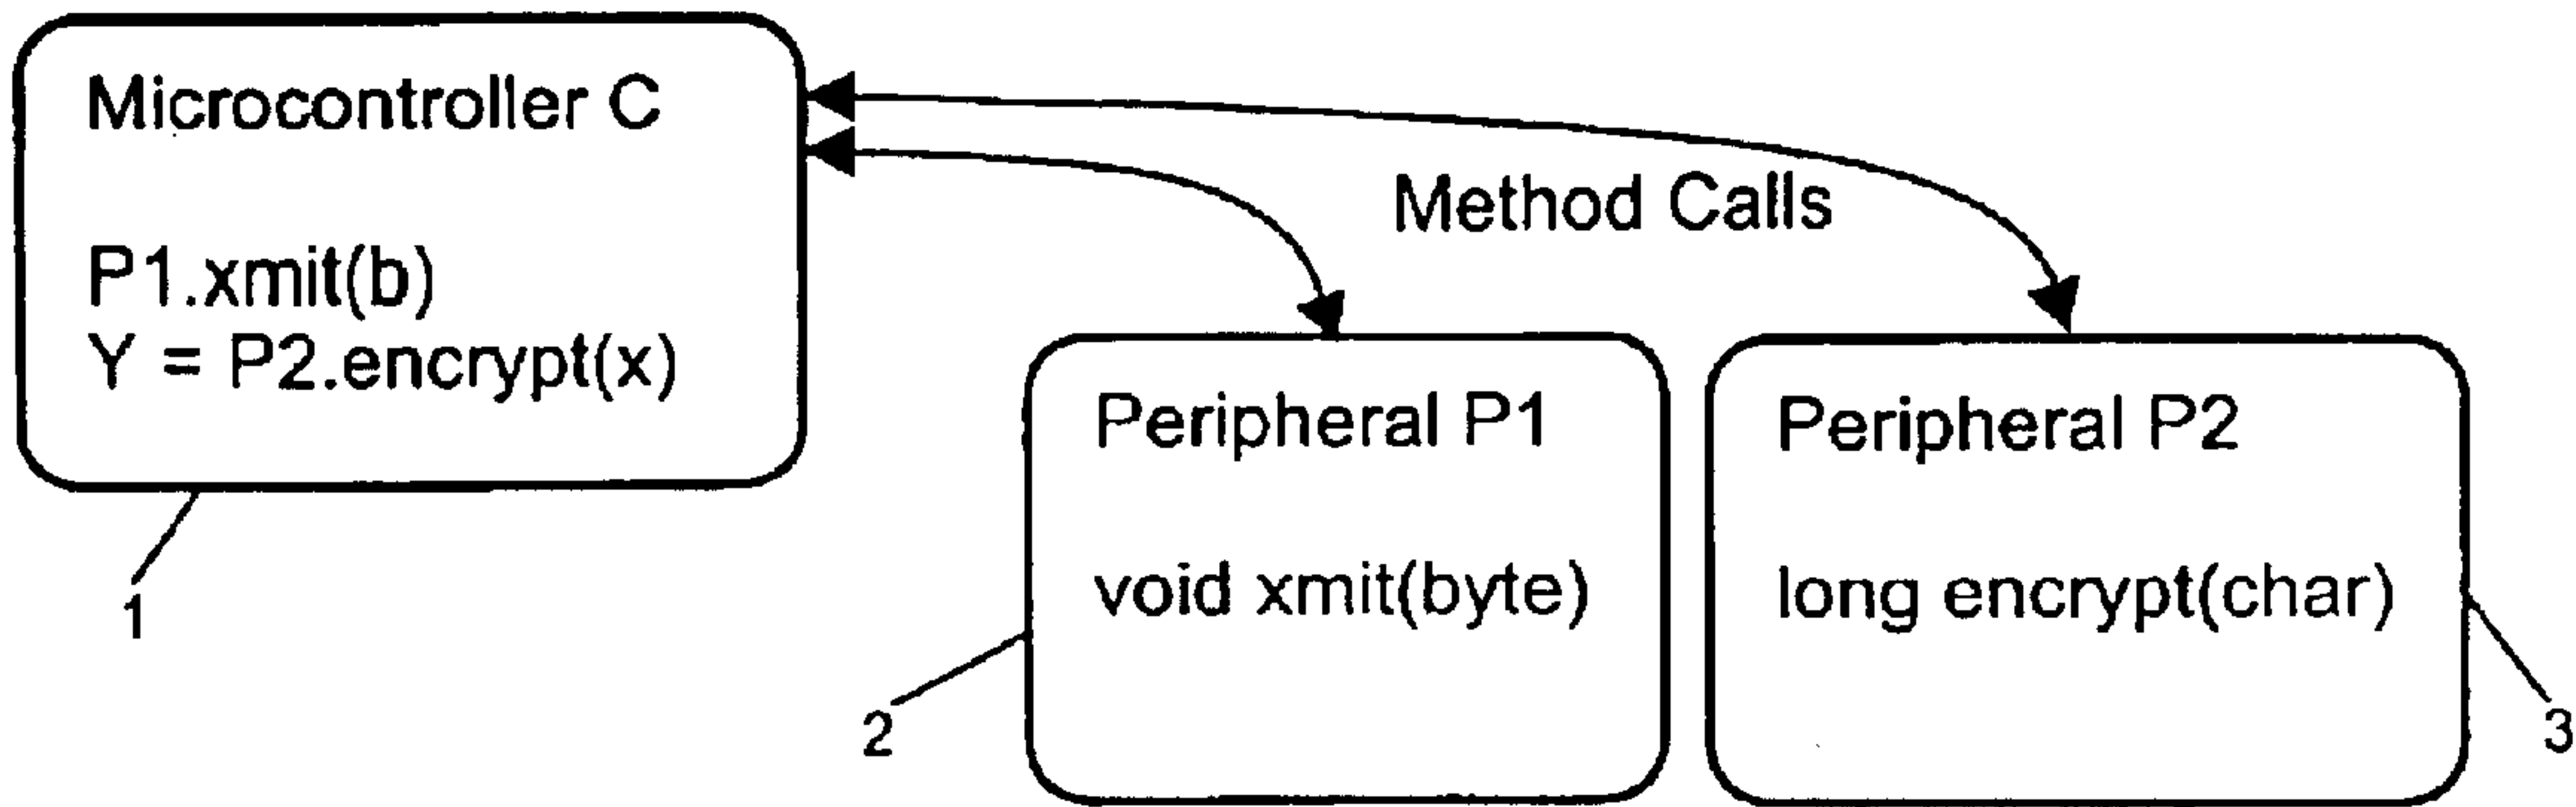 Microcontroller C
P1.xmit(b)
Y = P2.encrypt(x)
Method Calls
Peripheral P1
void xmit(byte)
Peripheral P2
long encrypt(char)
1
2
3